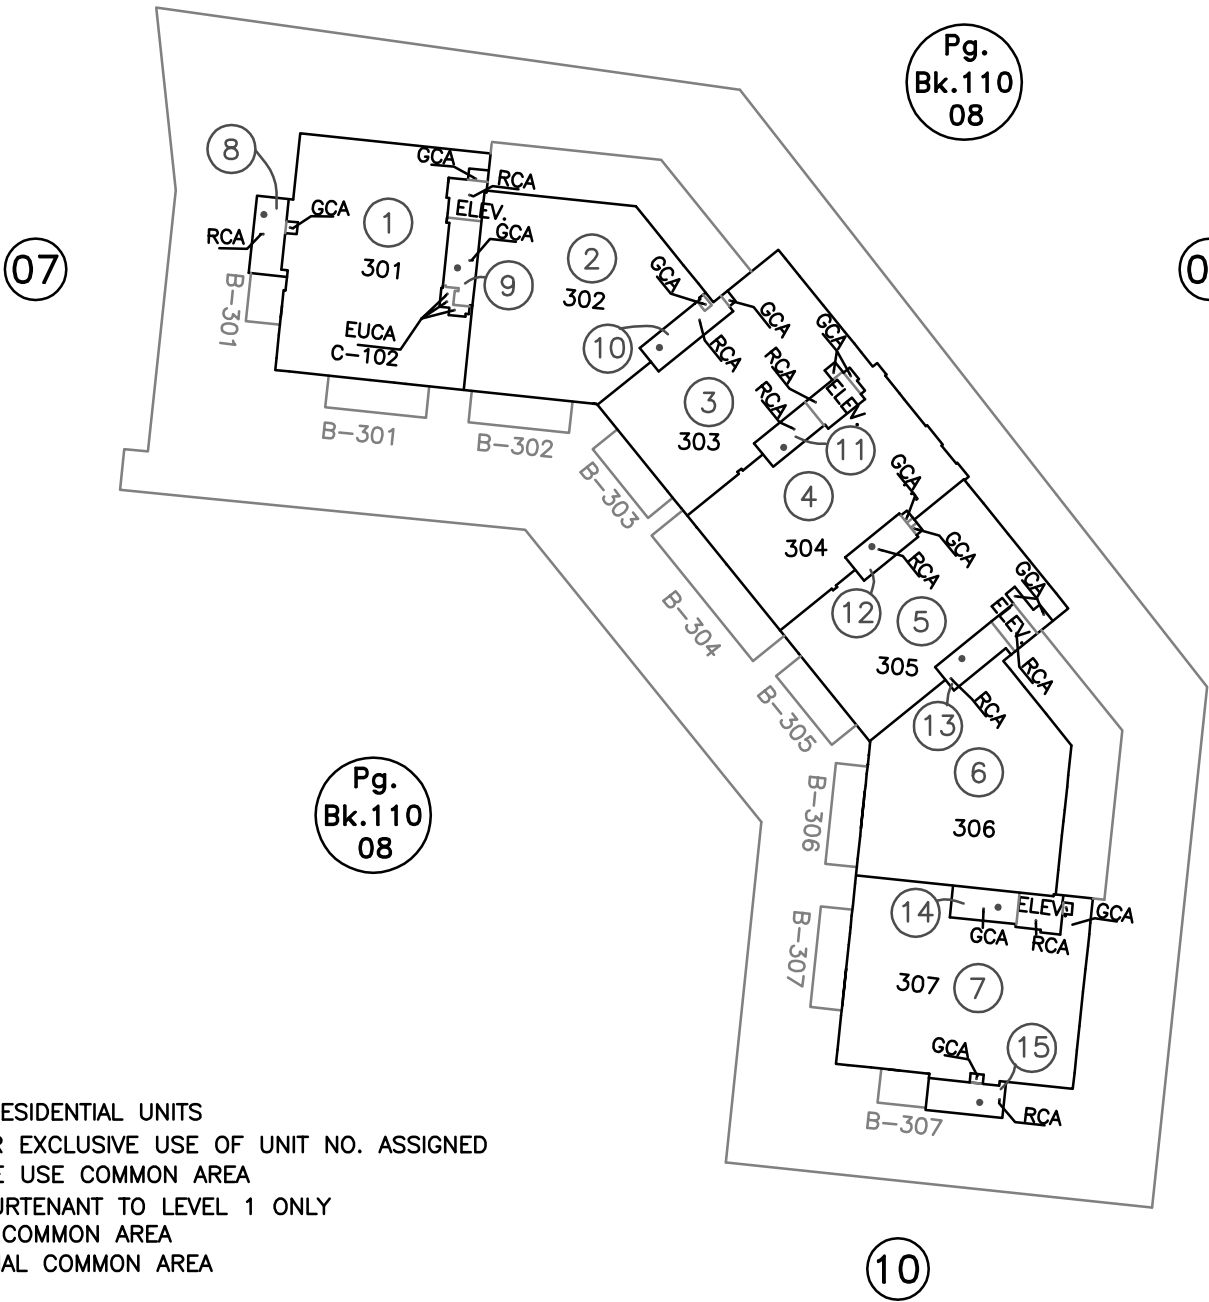 Pg.
Bk.110
08
8
GCA
RCA
GCA
RCA
1
301
ELEV.
GCA
2
302
9
07
0
B-301
EUCA
C-102
GCA
GCA
GCA
10
RCA
RCA
RCA
ELEV.
3
303
11
B-301
B-302
B-303
4
304
GCA
GCA
RCA
12
5
305
GCA
ELEV.
RCA
RCA
13
B-304
B-305
6
306
B-306
Pg.
Bk.110
08
14
ELEV.
GCA
GCA
RCA
B-307
307
7
GCA
15
RCA
B-307
ESIDENTIAL UNITS
R EXCLUSIVE USE OF UNIT NO. ASSIGNED
E USE COMMON AREA
URTENANT TO LEVEL 1 ONLY
COMMON AREA
IAL COMMON AREA
10